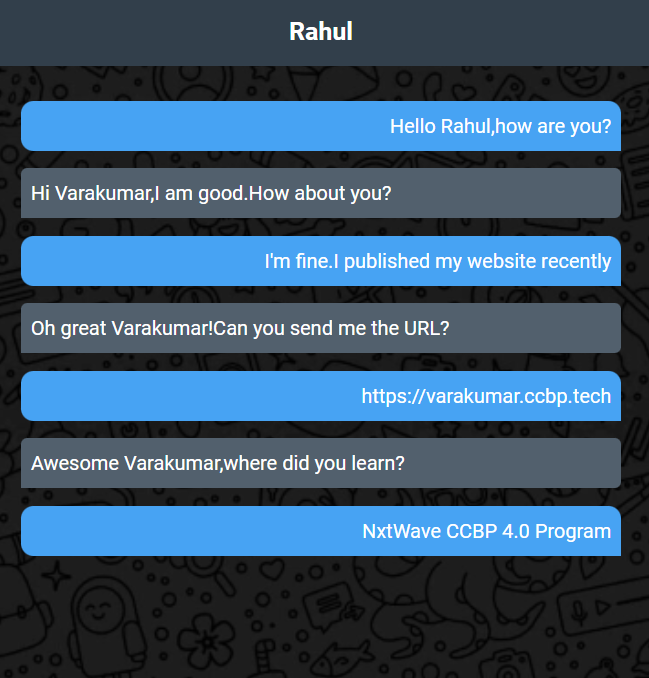 Rahul
Hello Rahul,how are you?
Hi Varakumar,I am good.How about you?
I'm fine.I published my website recently
Oh great Varakumar!Can you send me the URL?
https://varakumar.ccbp.tech
Awesome Varakumar,where did you learn?
NxtWave CCBP 4.0 Program